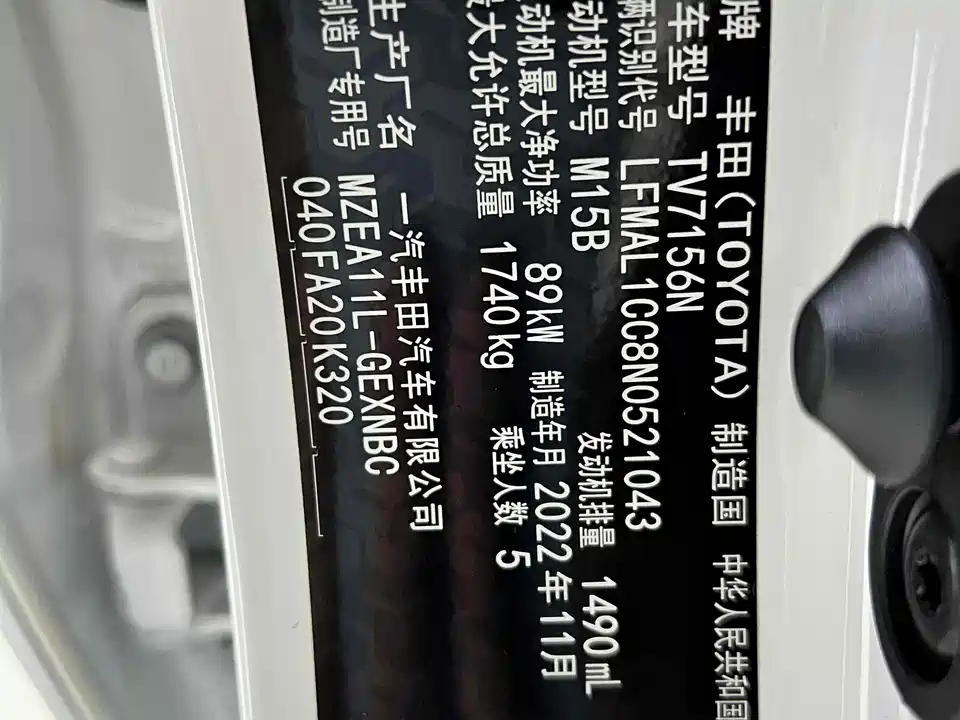 牌 丰田(TOYOTA) 制造国 中华人民共和国
车型号 TV7156N
辆识别代号 LFMAL1CC8N0521043
动机型号 M15B 发动机排量 1490mL
动机最大净功率 89kW 制造年月 2022年11月
最大允许总质量 1740kg 乘坐人数 5
生产厂名 一汽丰田汽车有限公司
制造厂专用号 MZEA11L-GEXNBC
040FA20K320